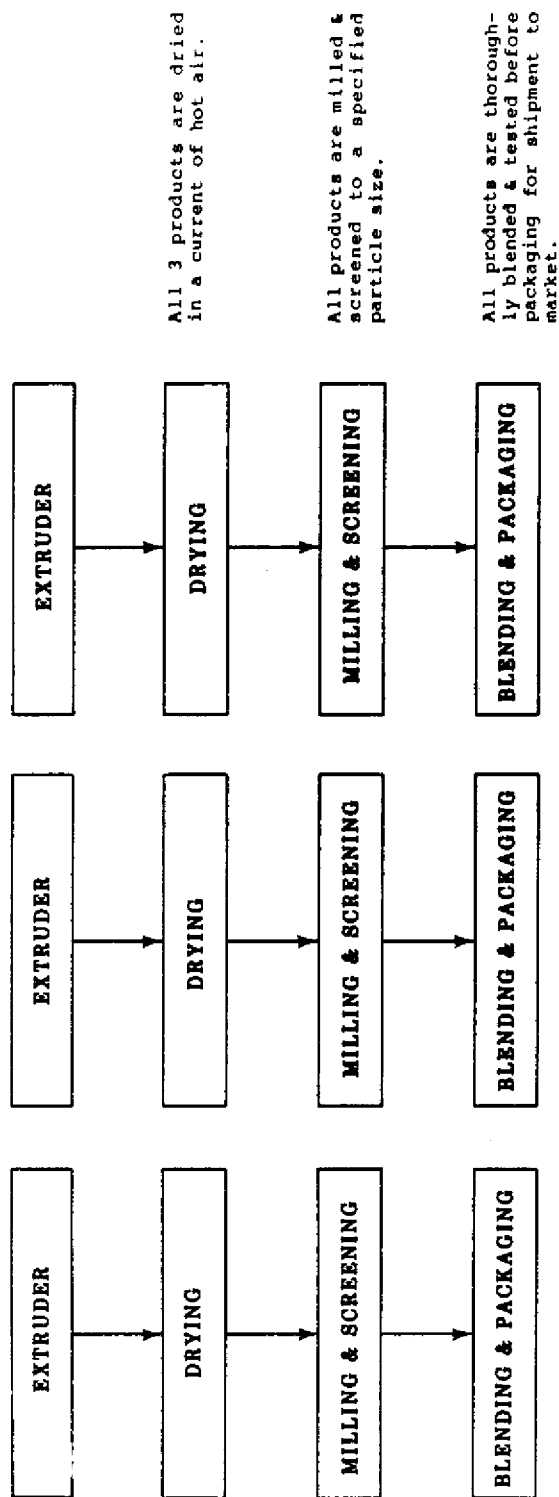 EXTRUDER
EXTRUDER
EXTRUDER
DRYING
DRYING
DRYING
All 3 products are dried
in a current of hot air.
MILLING & SCREENING
MILLING & SCREENING
MILLING & SCREENING
All products are milled &
screened to a specified
particle size.
BLENDING & PACKAGING
BLENDING & PACKAGING
BLENDING & PACKAGING
All products are thorough-
ly blended & tested before
packaging for shipment to
market.